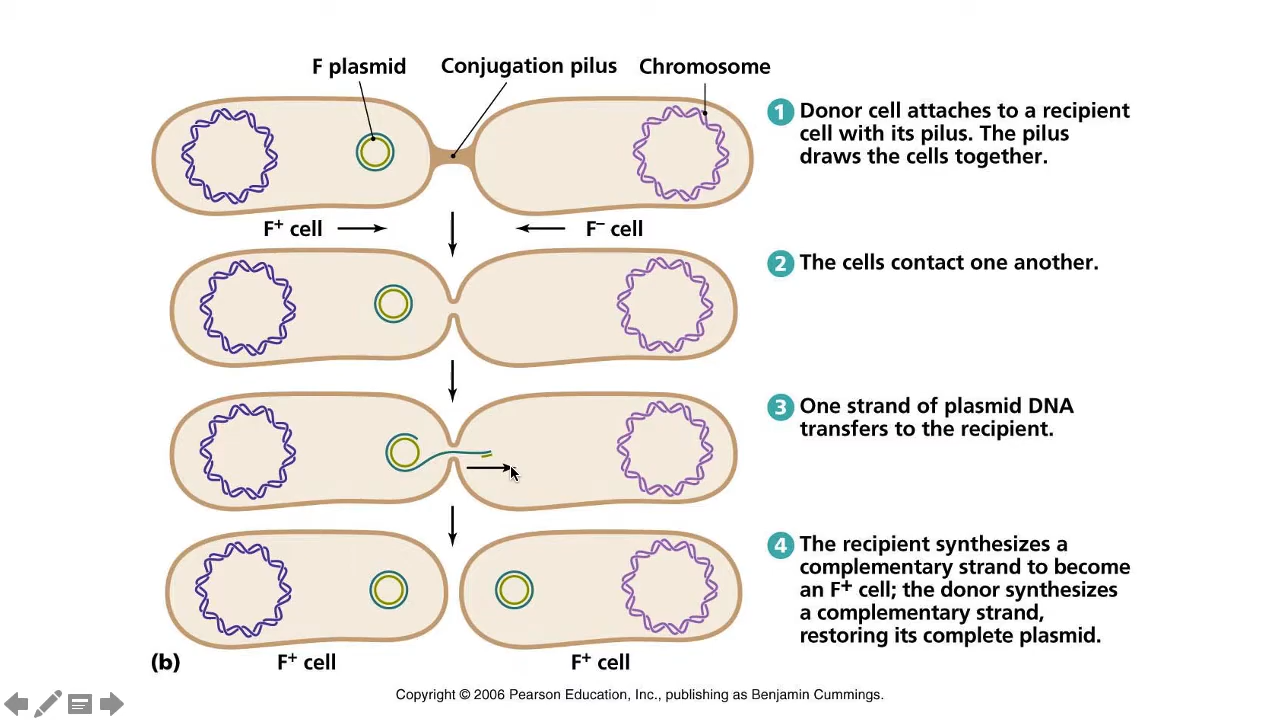 F plasmid
Conjugation pilus
Chromosome
1 Donor cell attaches to a recipient
cell with its pilus. The pilus
draws the cells together.
F+ cell
F– cell
2 The cells contact one another.
3 One strand of plasmid DNA
transfers to the recipient.
4 The recipient synthesizes a
complementary strand to become
an F+ cell; the donor synthesizes
a complementary strand,
restoring its complete plasmid.
(b)
F+ cell
F+ cell
Copyright © 2006 Pearson Education, Inc., publishing as Benjamin Cummings.